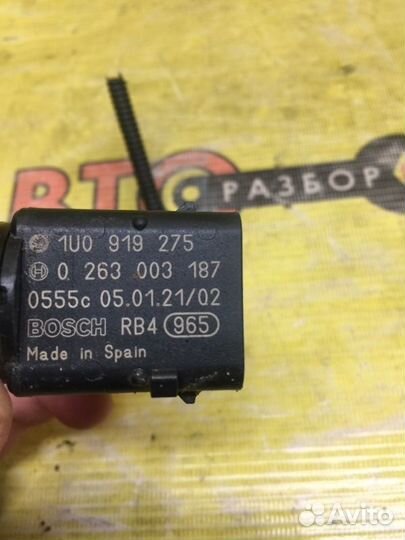 ВТО
РАЗБОР
1U0 919 275
0 263 003 187
0555c 05.01.21/02
BOSCH RB4 965
Made in Spain
Avito